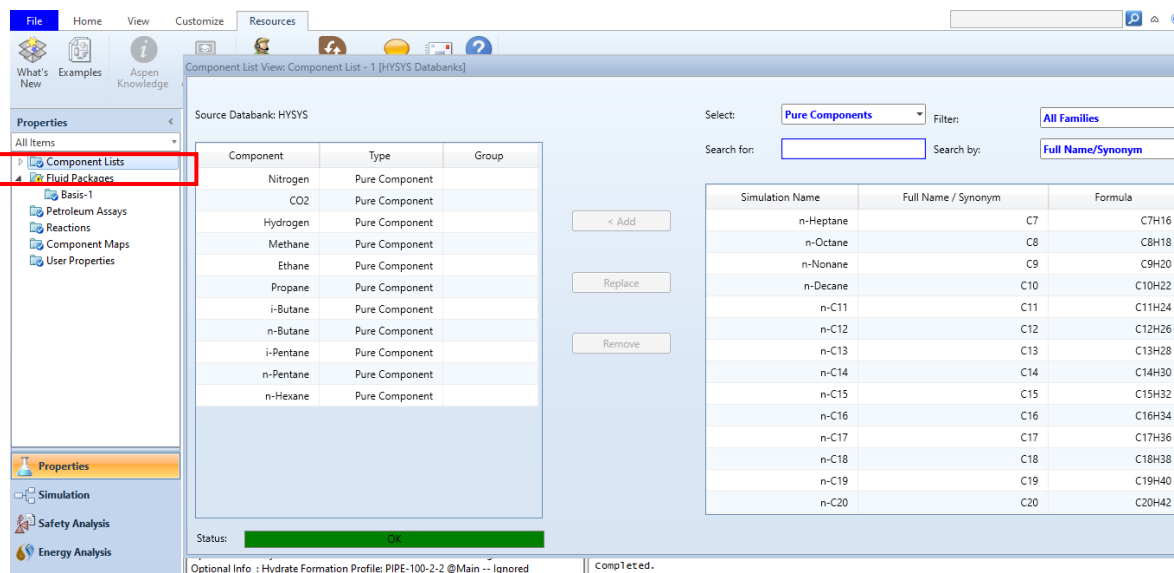 File Home View Customize Resources
What's New Examples Aspen Knowledge
Component List View: Component List - 1 [HYSYS Databanks]
Properties <
All Items
Component Lists
Fluid Packages
Basis-1
Petroleum Assays
Reactions
Component Maps
User Properties
Properties
Simulation
Safety Analysis
Energy Analysis
Source Databank: HYSYS
Component Type Group
Nitrogen Pure Component
CO2 Pure Component
Hydrogen Pure Component
Methane Pure Component
Ethane Pure Component
Propane Pure Component
i-Butane Pure Component
n-Butane Pure Component
i-Pentane Pure Component
n-Pentane Pure Component
n-Hexane Pure Component
< Add
Replace
Remove
Select: Pure Components Filter: All Families
Search for: Search by: Full Name/Synonym
Simulation Name Full Name / Synonym Formula
n-Heptane C7 C7H16
n-Octane C8 C8H18
n-Nonane C9 C9H20
n-Decane C10 C10H22
n-C11 C11 C11H24
n-C12 C12 C12H26
n-C13 C13 C13H28
n-C14 C14 C14H30
n-C15 C15 C15H32
n-C16 C16 C16H34
n-C17 C17 C17H36
n-C18 C18 C18H38
n-C19 C19 C19H40
n-C20 C20 C20H42
Status: OK
Optional Info : Hydrate Formation Profile: PIPE-100-2-2 @Main -- Ignored
Completed.